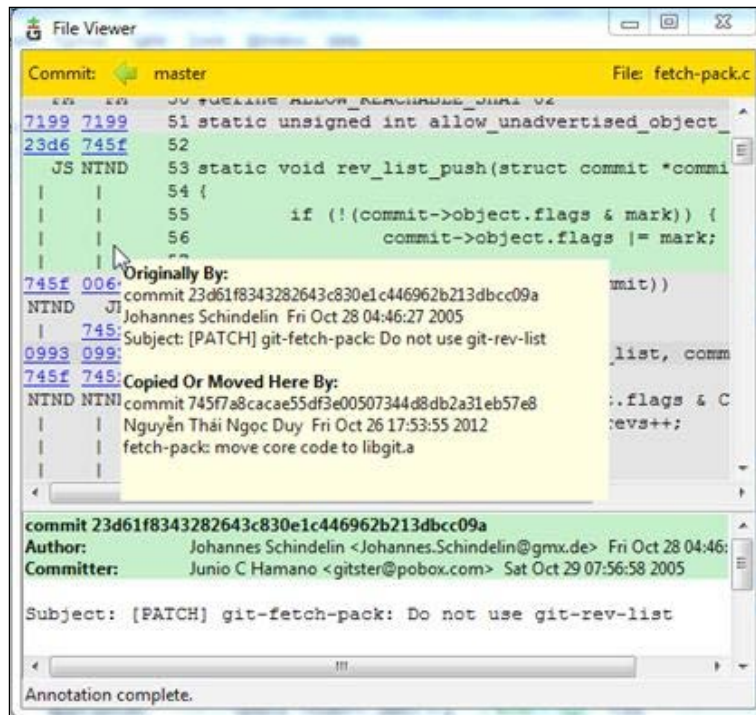 File Viewer
Commit: master File: fetch-pack.c
50 #define ALLOW_REACHABLE_SHA1 02
7199 7199 51 static unsigned int allow_unadvertised_object_
23d6 745f 52
JS NTND 53 static void rev_list_push(struct commit *commi
| | 54 {
| | 55 if (!(commit->object.flags & mark)) {
| | 56 commit->object.flags |= mark;
| |
745f 006 mmit))
NTND
| 745
0993 099 _list, comm
745f 745
NTND NTN .flags & C
| | revs++;
| |
| |
Originally By:
commit 23d61f8343282643c830e1c446962b213dbcc09a
Johannes Schindelin Fri Oct 28 04:46:27 2005
Subject: [PATCH] git-fetch-pack: Do not use git-rev-list
Copied Or Moved Here By:
commit 745f7a8cacae55df3e00507344d8db2a31eb57e8
Nguyễn Thái Ngọc Duy Fri Oct 26 17:53:55 2012
fetch-pack: move core code to libgit.a
commit 23d61f8343282643c830e1c446962b213dbcc09a
Author: Johannes Schindelin <Johannes.Schindelin@gmx.de> Fri Oct 28 04:46:
Committer: Junio C Hamano <gitster@pobox.com> Sat Oct 29 07:56:58 2005
Subject: [PATCH] git-fetch-pack: Do not use git-rev-list
Annotation complete.